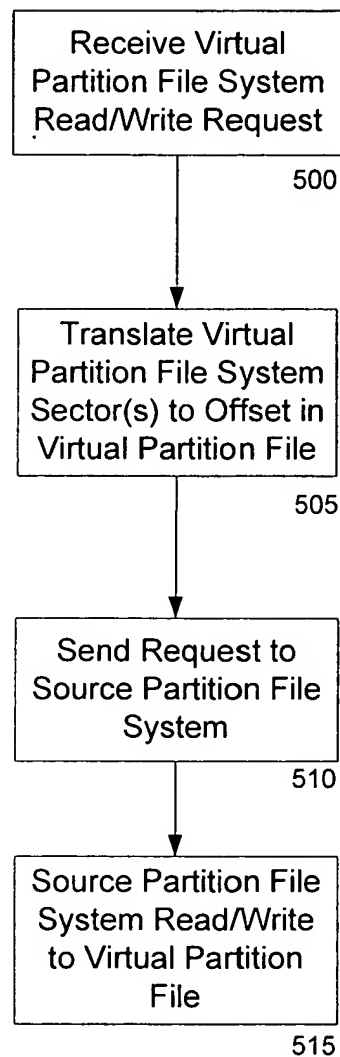 Receive Virtual
Partition File System
Read/Write Request
500
Translate Virtual
Partition File System
Sector(s) to Offset in
Virtual Partition File
505
Send Request to
Source Partition File
System
510
Source Partition File
System Read/Write
to Virtual Partition
File
515